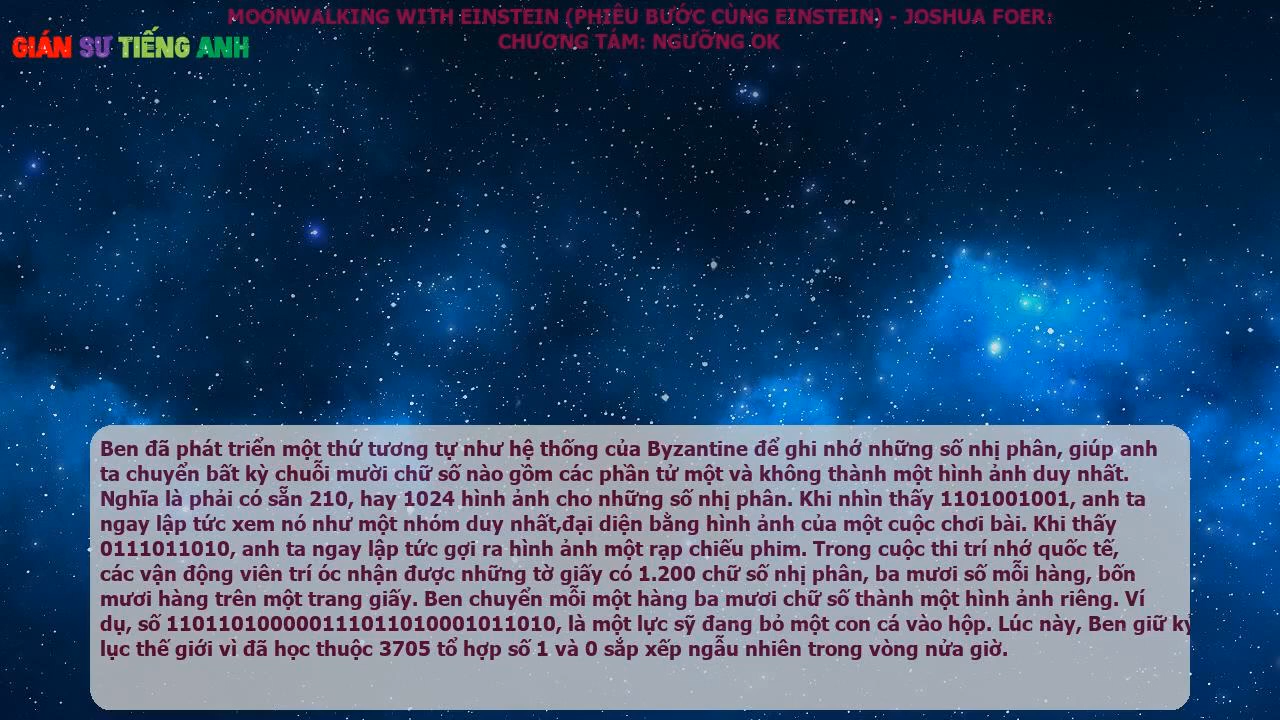 MOONWALKING WITH EINSTEIN (PHIÊU BƯỚC CÙNG EINSTEIN) - JOSHUA FOER:
CHƯƠNG TÁM: NGƯỠNG OK
GIÁN SƯ TIẾNG ANH
Ben đã phát triển một thứ tương tự như hệ thống của Byzantine để ghi nhớ những số nhị phân, giúp anh
ta chuyển bất kỳ chuỗi mười chữ số nào gồm các phần tử một và không thành một hình ảnh duy nhất.
Nghĩa là phải có sẵn 210, hay 1024 hình ảnh cho những số nhị phân. Khi nhìn thấy 1101001001, anh ta
ngay lập tức xem nó như một nhóm duy nhất,đại diện bằng hình ảnh của một cuộc chơi bài. Khi thấy
0111011010, anh ta ngay lập tức gợi ra hình ảnh một rạp chiếu phim. Trong cuộc thi trí nhớ quốc tế,
các vận động viên trí óc nhận được những tờ giấy có 1.200 chữ số nhị phân, ba mươi số mỗi hàng, bốn
mươi hàng trên một trang giấy. Ben chuyển mỗi một hàng ba mươi chữ số thành một hình ảnh riêng. Ví
dụ, số 110110100000111011010001011010, là một lực sỹ đang bỏ một con cá vào hộp. Lúc này, Ben giữ kỷ
lục thế giới vì đã học thuộc 3705 tổ hợp số 1 và 0 sắp xếp ngẫu nhiên trong vòng nửa giờ.